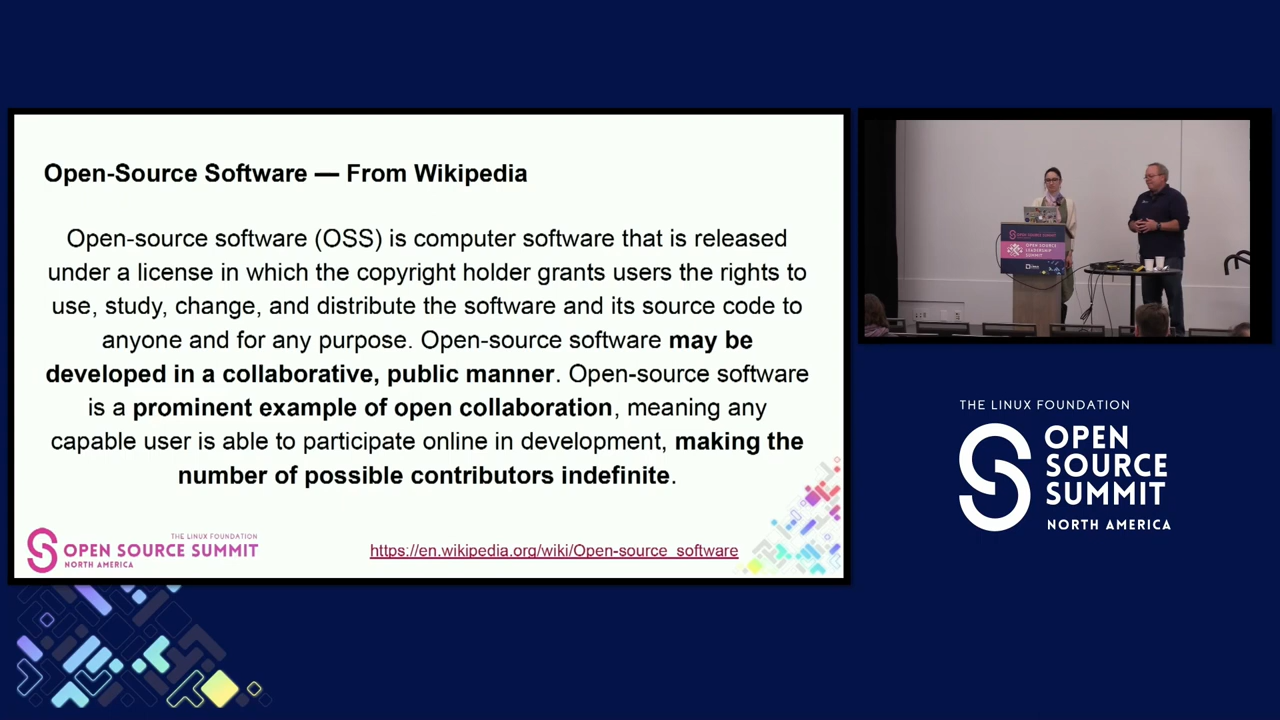 Open-Source Software — From Wikipedia
Open-source software (OSS) is computer software that is released
under a license in which the copyright holder grants users the rights to
use, study, change, and distribute the software and its source code to
anyone and for any purpose. Open-source software may be
developed in a collaborative, public manner. Open-source software
is a prominent example of open collaboration, meaning any
capable user is able to participate online in development, making the
number of possible contributors indefinite.
THE LINUX FOUNDATION
OPEN SOURCE SUMMIT
NORTH AMERICA
https://en.wikipedia.org/wiki/Open-source_software
OPEN SOURCE
LEADERSHIP
SUMMIT
THE LINUX FOUNDATION
OPEN
SOURCE
SUMMIT
NORTH AMERICA